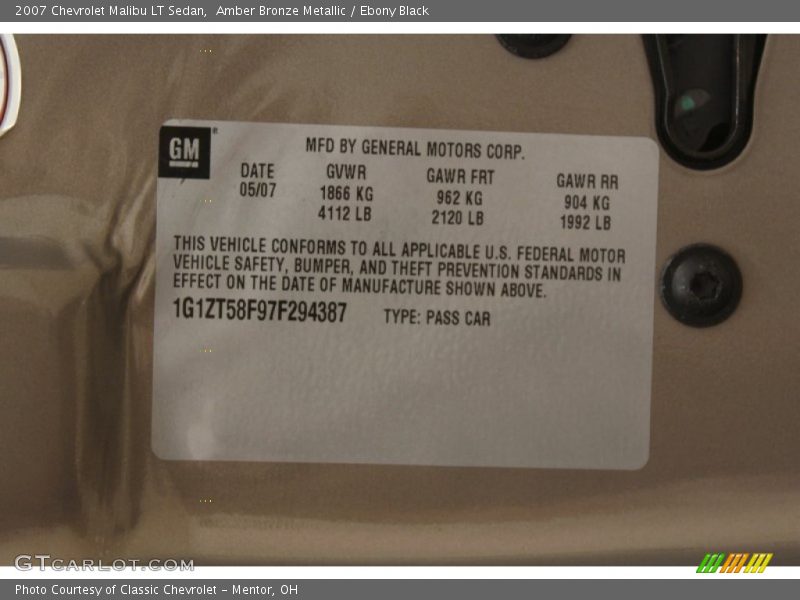 2007 Chevrolet Malibu LT Sedan, Amber Bronze Metallic / Ebony Black
GM
MFD BY GENERAL MOTORS CORP.
DATE GVWR GAWR FRT GAWR RR
05/07 1866 KG 962 KG 904 KG
4112 LB 2120 LB 1992 LB
THIS VEHICLE CONFORMS TO ALL APPLICABLE U.S. FEDERAL MOTOR
VEHICLE SAFETY, BUMPER, AND THEFT PREVENTION STANDARDS IN
EFFECT ON THE DATE OF MANUFACTURE SHOWN ABOVE.
1G1ZT58F97F294387 TYPE: PASS CAR
GTCARLOT.COM
Photo Courtesy of Classic Chevrolet - Mentor, OH